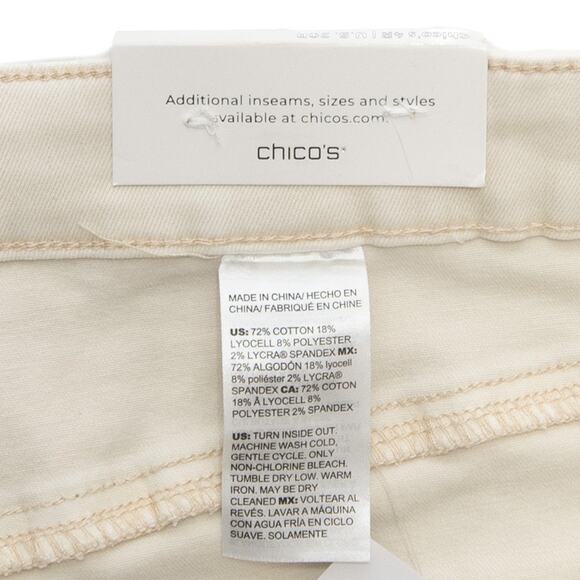 Additional inseams, sizes and styles
available at chicos.com.
chico's
MADE IN CHINA/ HECHO EN
CHINA/ FABRIQUÉ EN CHINE
US: 72% COTTON 18%
LYOCELL 8% POLYESTER
2% LYCRA® SPANDEX MX:
72% ALGODÓN 18% lyocell
8% poliéster 2% LYCRA®
SPANDEX CA: 72% COTON
18% Â LYOCELL 8%
POLYESTER 2% SPANDEX
US: TURN INSIDE OUT.
MACHINE WASH COLD,
GENTLE CYCLE. ONLY
NON-CHLORINE BLEACH.
TUMBLE DRY LOW. WARM
IRON. MAY BE DRY
CLEANED MX: VOLTEAR AL
REVÉS. LAVAR A MÁQUINA
CON AGUA FRÍA EN CICLO
SUAVE. SOLAMENTE